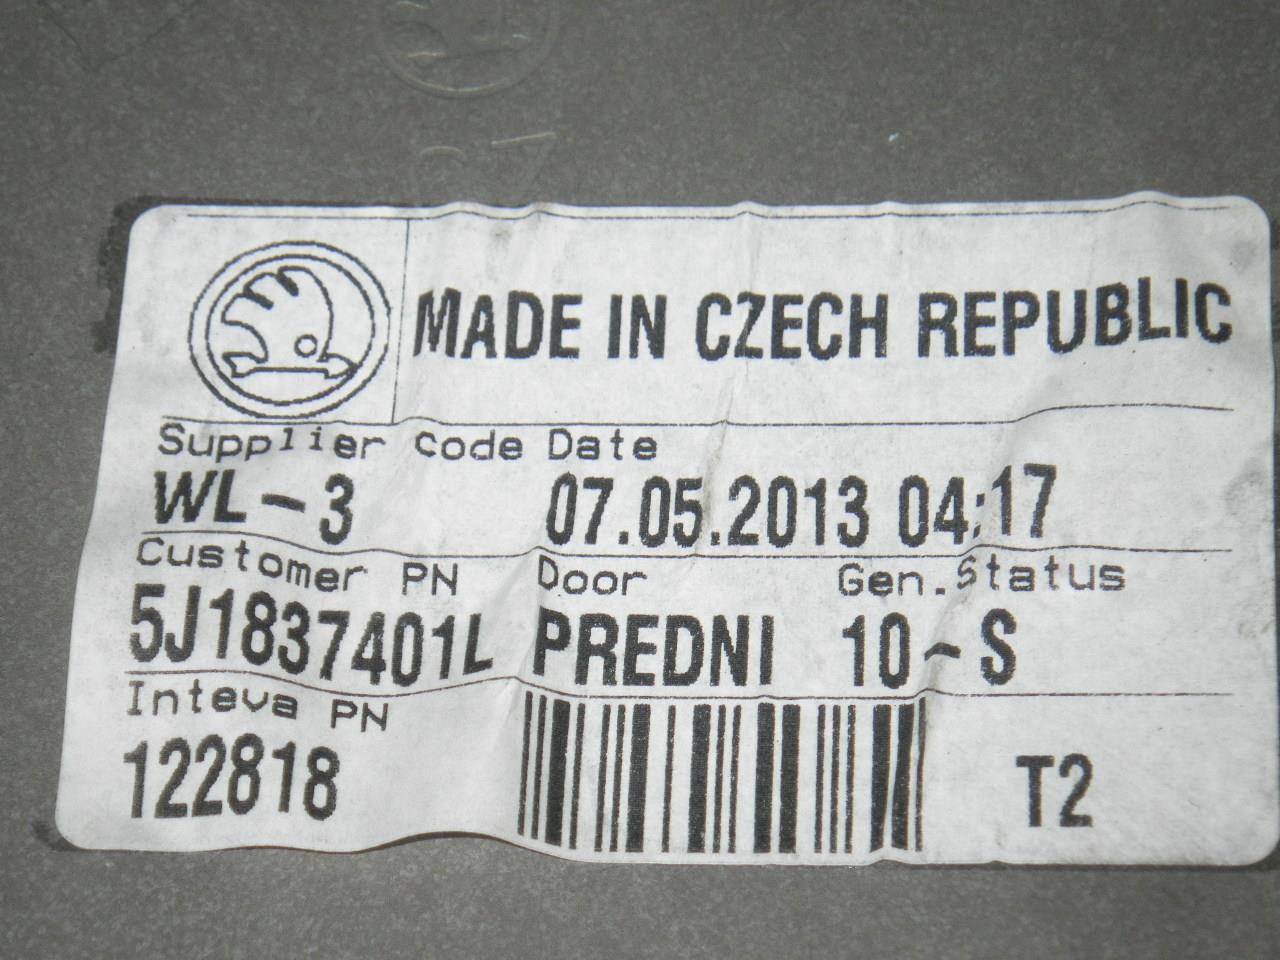 MADE IN CZECH REPUBLIC
Supplier code Date
WL-3 07.05.2013 04:17
Customer PN Door Gen.Status
5J1837401L PREDNI 10-S
Inteva PN
122818 T2